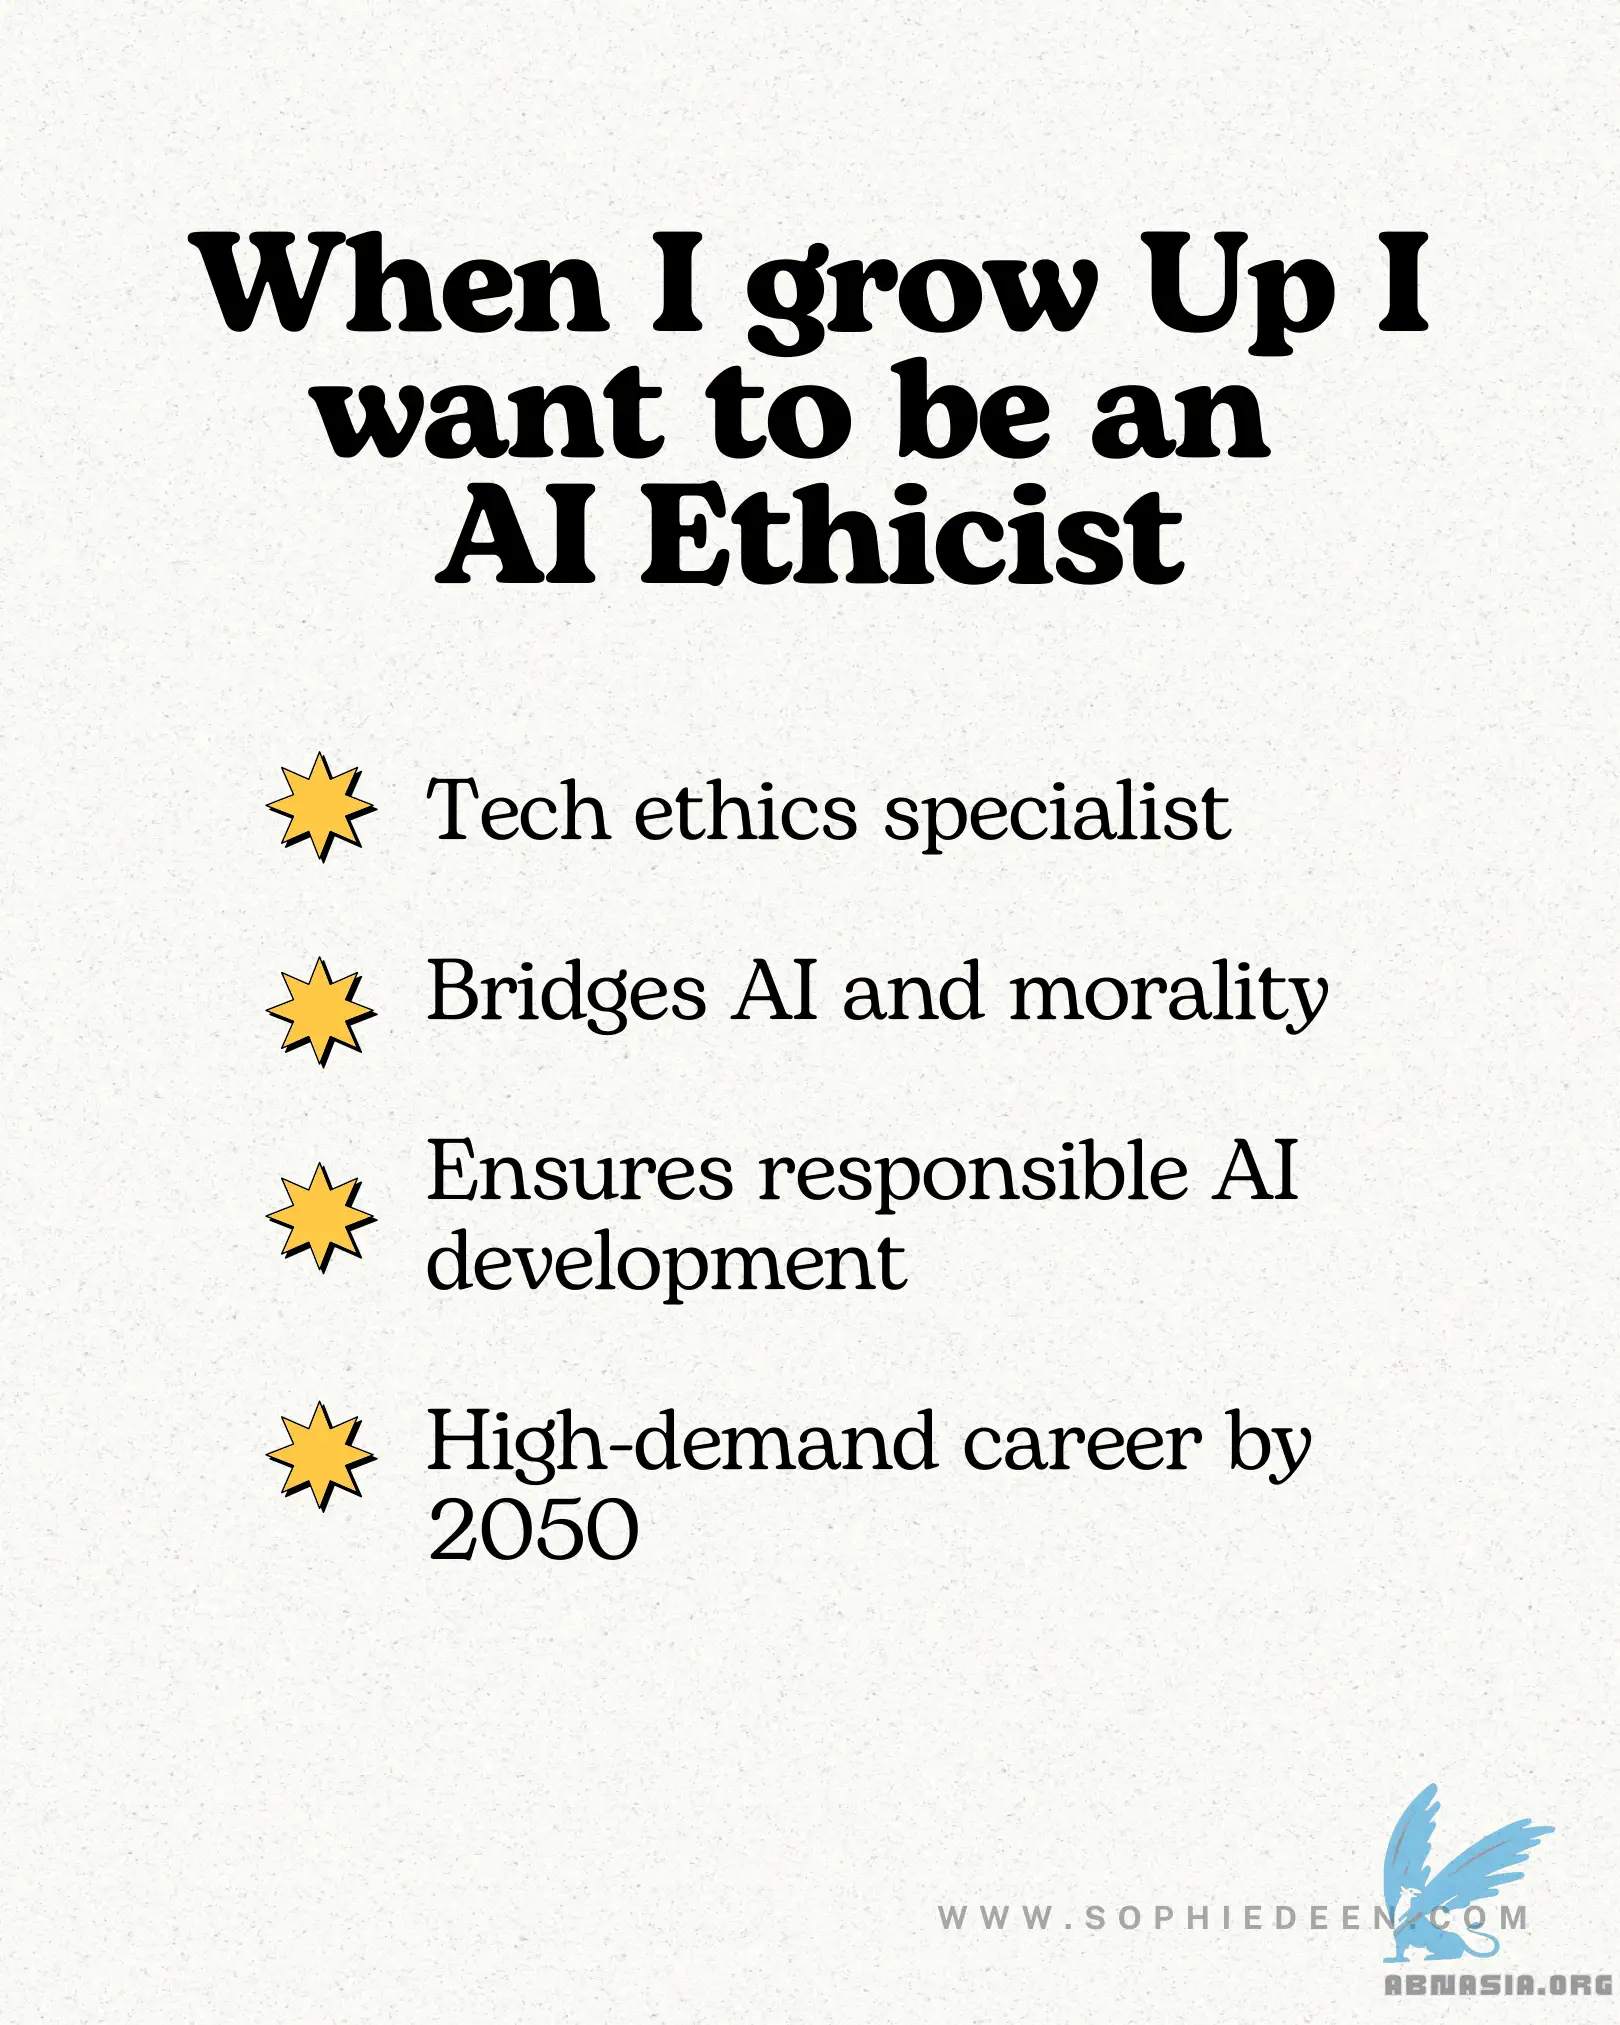 When I grow Up I
want to be an
AI Ethicist
Tech ethics specialist
Bridges AI and morality
Ensures responsible AI
development
High-demand career by
2050
WWW.SOPHIEDEEN.COM
ABNASIA.ORG